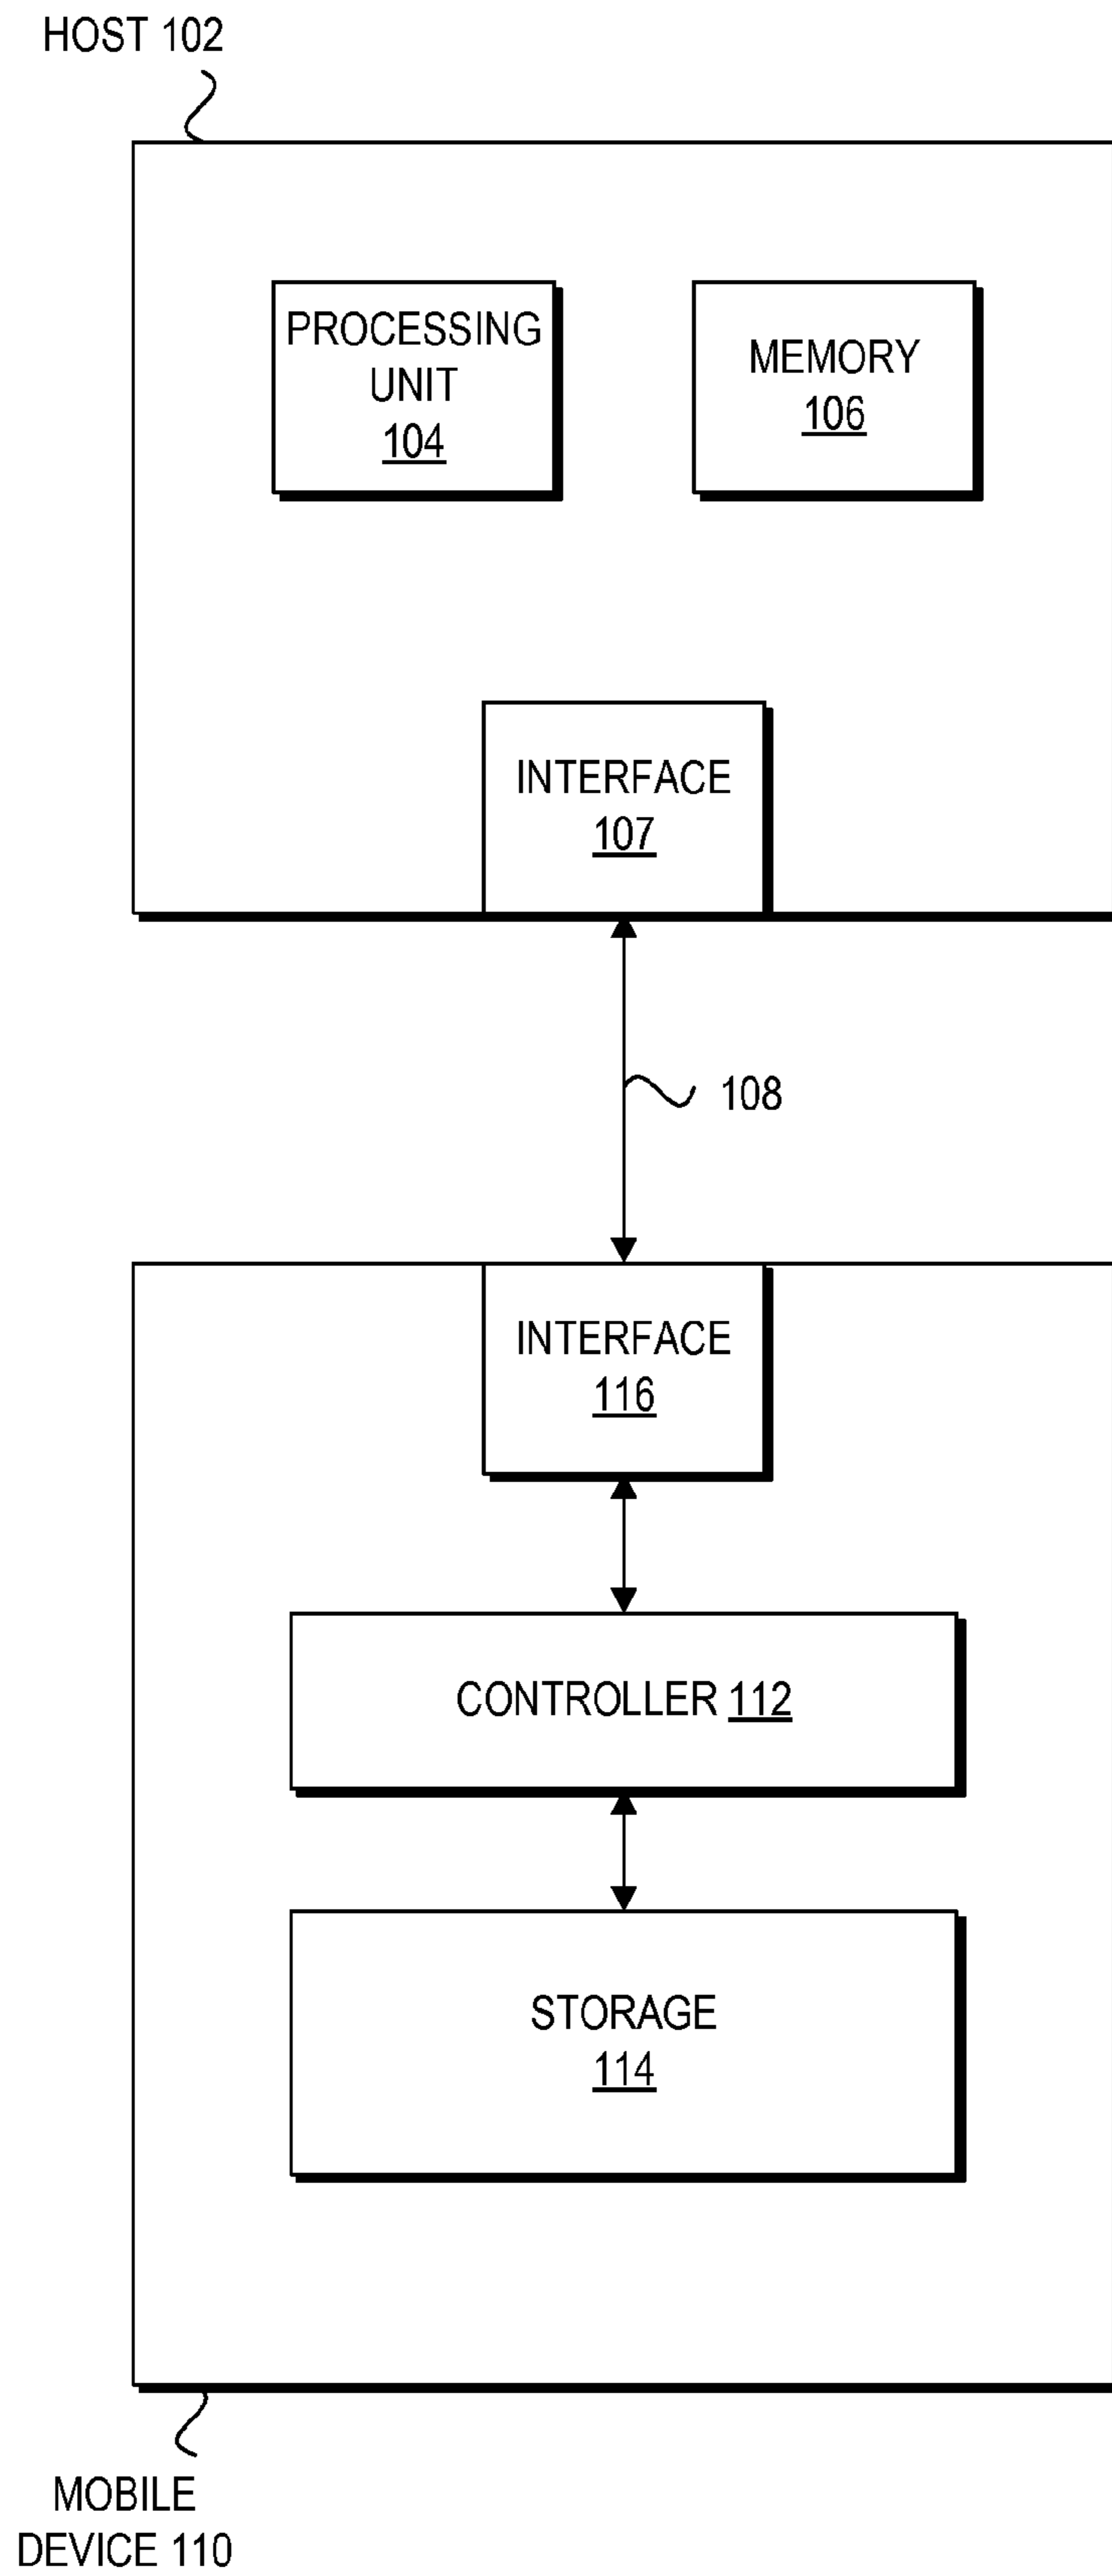 HOST 102
PROCESSING
UNIT
104
MEMORY
106
INTERFACE
107
108
INTERFACE
116
CONTROLLER 112
STORAGE
114
MOBILE
DEVICE 110